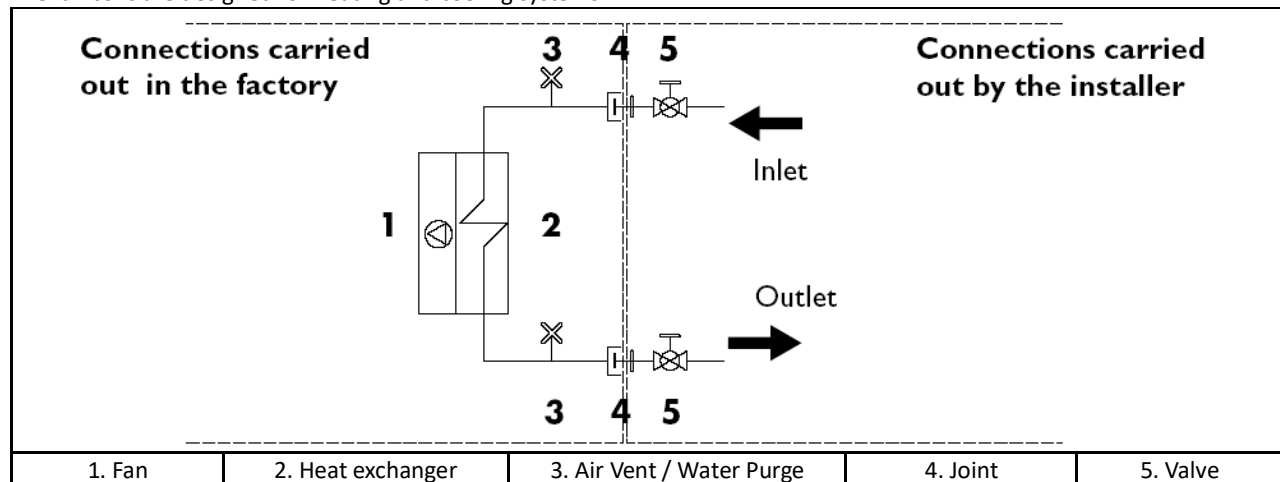 Connections carried
out in the factory
3 4 5
Connections carried
out by the installer
Inlet
1 2
Outlet
3 4 5
1. Fan 2. Heat exchanger 3. Air Vent / Water Purge 4. Joint 5. Valve